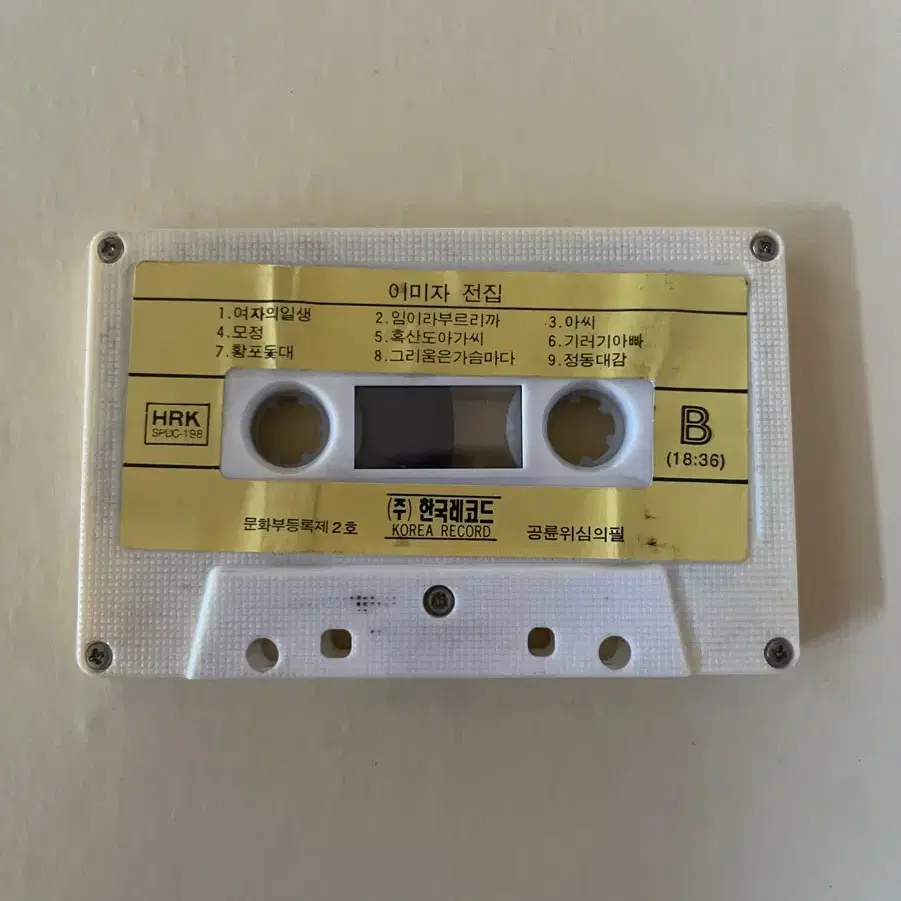 이미자 전집
1.여자의일생 2.임이라부르리까 3.아씨
4.모정 5.흑산도아가씨 6.기러기아빠
7.황포돛대 8.그리움은가슴마다 9.정동대감
HRK
SPDC-198
B
(18:36)
(주) 한국레코드
KOREA RECORD
문화부등록제2호
공륜위심의필